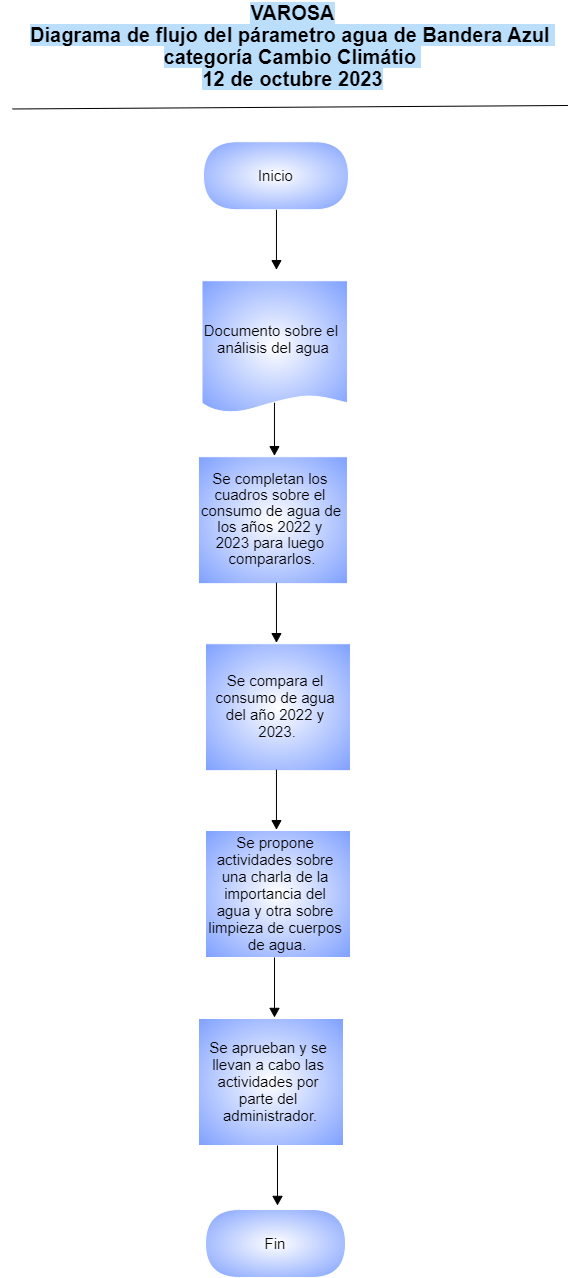 VAROSA
Diagrama de flujo del párametro agua de Bandera Azul
categoría Cambio Climátio
12 de octubre 2023
Inicio
Documento sobre el
análisis del agua
Se completan los
cuadros sobre el
consumo de agua de
los años 2022 y
2023 para luego
compararlos.
Se compara el
consumo de agua
del año 2022 y
2023.
Se propone
actividades sobre
una charla de la
importancia del
agua y otra sobre
limpieza de cuerpos
de agua.
Se aprueban y se
llevan a cabo las
actividades por
parte del
administrador.
Fin